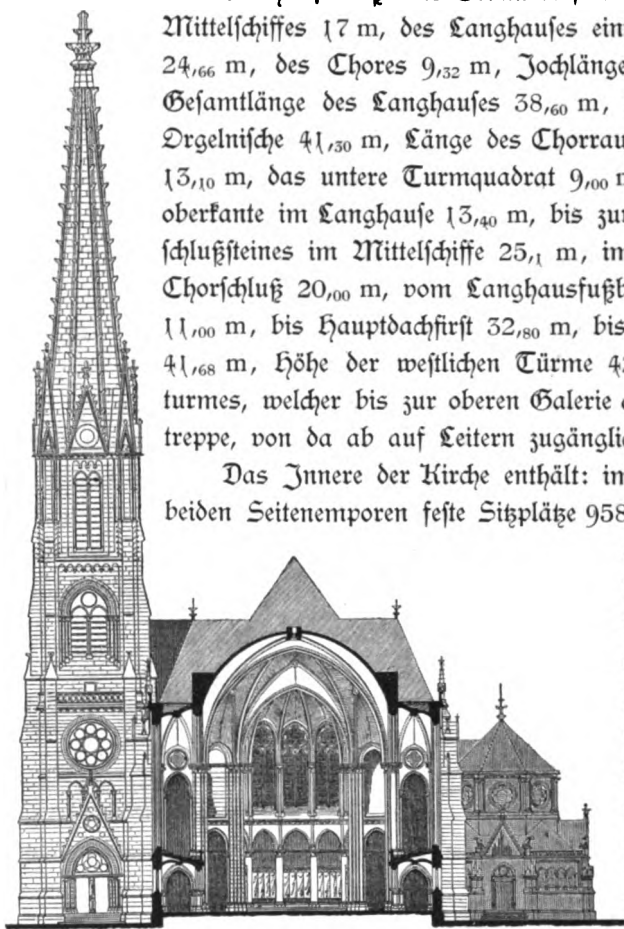 Mittelſchiffes 17 m, des Langhauſes ein
24,66 m, des Chores 9,32 m, Jochlänge
Geſamtlänge des Langhauſes 38,60 m,
Orgelniſche 41,30 m, Länge des Chorrau
13,10 m, das untere Turmquadrat 9,00 m
oberkante im Langhauſe 13,40 m, bis zur
ſchlußſteines im Mittelſchiffe 25,1 m, im
Chorſchluß 20,00 m, vom Langhausfußb
11,00 m, bis Hauptdachfirſt 32,80 m, bis
41,68 m, Höhe der weſtlichen Türme 42
turmes, welcher bis zur oberen Galerie
treppe, von da ab auf Leitern zugänglic
Das Innere der Kirche enthält: im
beiden Seitenemporen feſte Sitzplätze 958